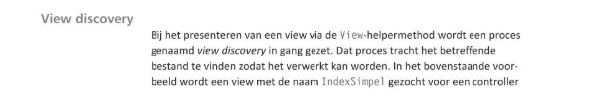 View discovery
Bij het presenteren van een view via de View-helpermethod wordt een proces
genaamd view discovery in gang gezet. Dat proces tracht het betreffende
bestand te vinden zodat het verwerkt kan worden. In het bovenstaande voor-
beeld wordt een view met de naam IndexSimpel gezocht voor een controller